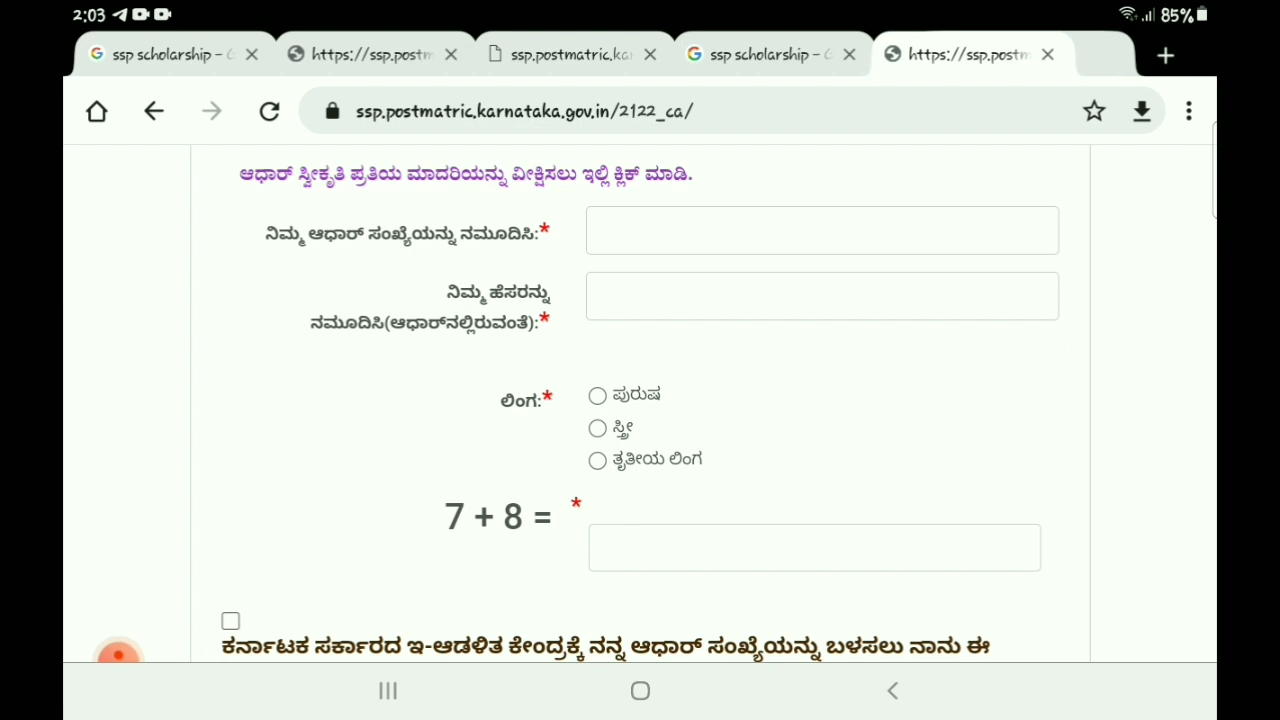 2:03 85%
ssp scholarship - G https://ssp.postm ssp.postmatric.kar ssp scholarship - G https://ssp.postm
ssp.postmatric.karnataka.gov.in/2122_ca/
ಆಧಾರ್ ಸ್ವೀಕೃತಿ ಪ್ರತಿಯ ಮಾದರಿಯನ್ನು ವೀಕ್ಷಿಸಲು ಇಲ್ಲಿ ಕ್ಲಿಕ್ ಮಾಡಿ.
ನಿಮ್ಮ ಆಧಾರ್ ಸಂಖ್ಯೆಯನ್ನು ನಮೂದಿಸಿ:*
ನಿಮ್ಮ ಹೆಸರನ್ನು
ನಮೂದಿಸಿ(ಆಧಾರ್‌ನಲ್ಲಿರುವಂತೆ):*
ಲಿಂಗ:*
ಪುರುಷ
ಸ್ತ್ರೀ
ತೃತೀಯ ಲಿಂಗ
7 + 8 = *
ಕರ್ನಾಟಕ ಸರ್ಕಾರದ ಇ-ಆಡಳಿತ ಕೇಂದ್ರಕ್ಕೆ ನನ್ನ ಆಧಾರ್ ಸಂಖ್ಯೆಯನ್ನು ಬಳಸಲು ನಾನು ಈ